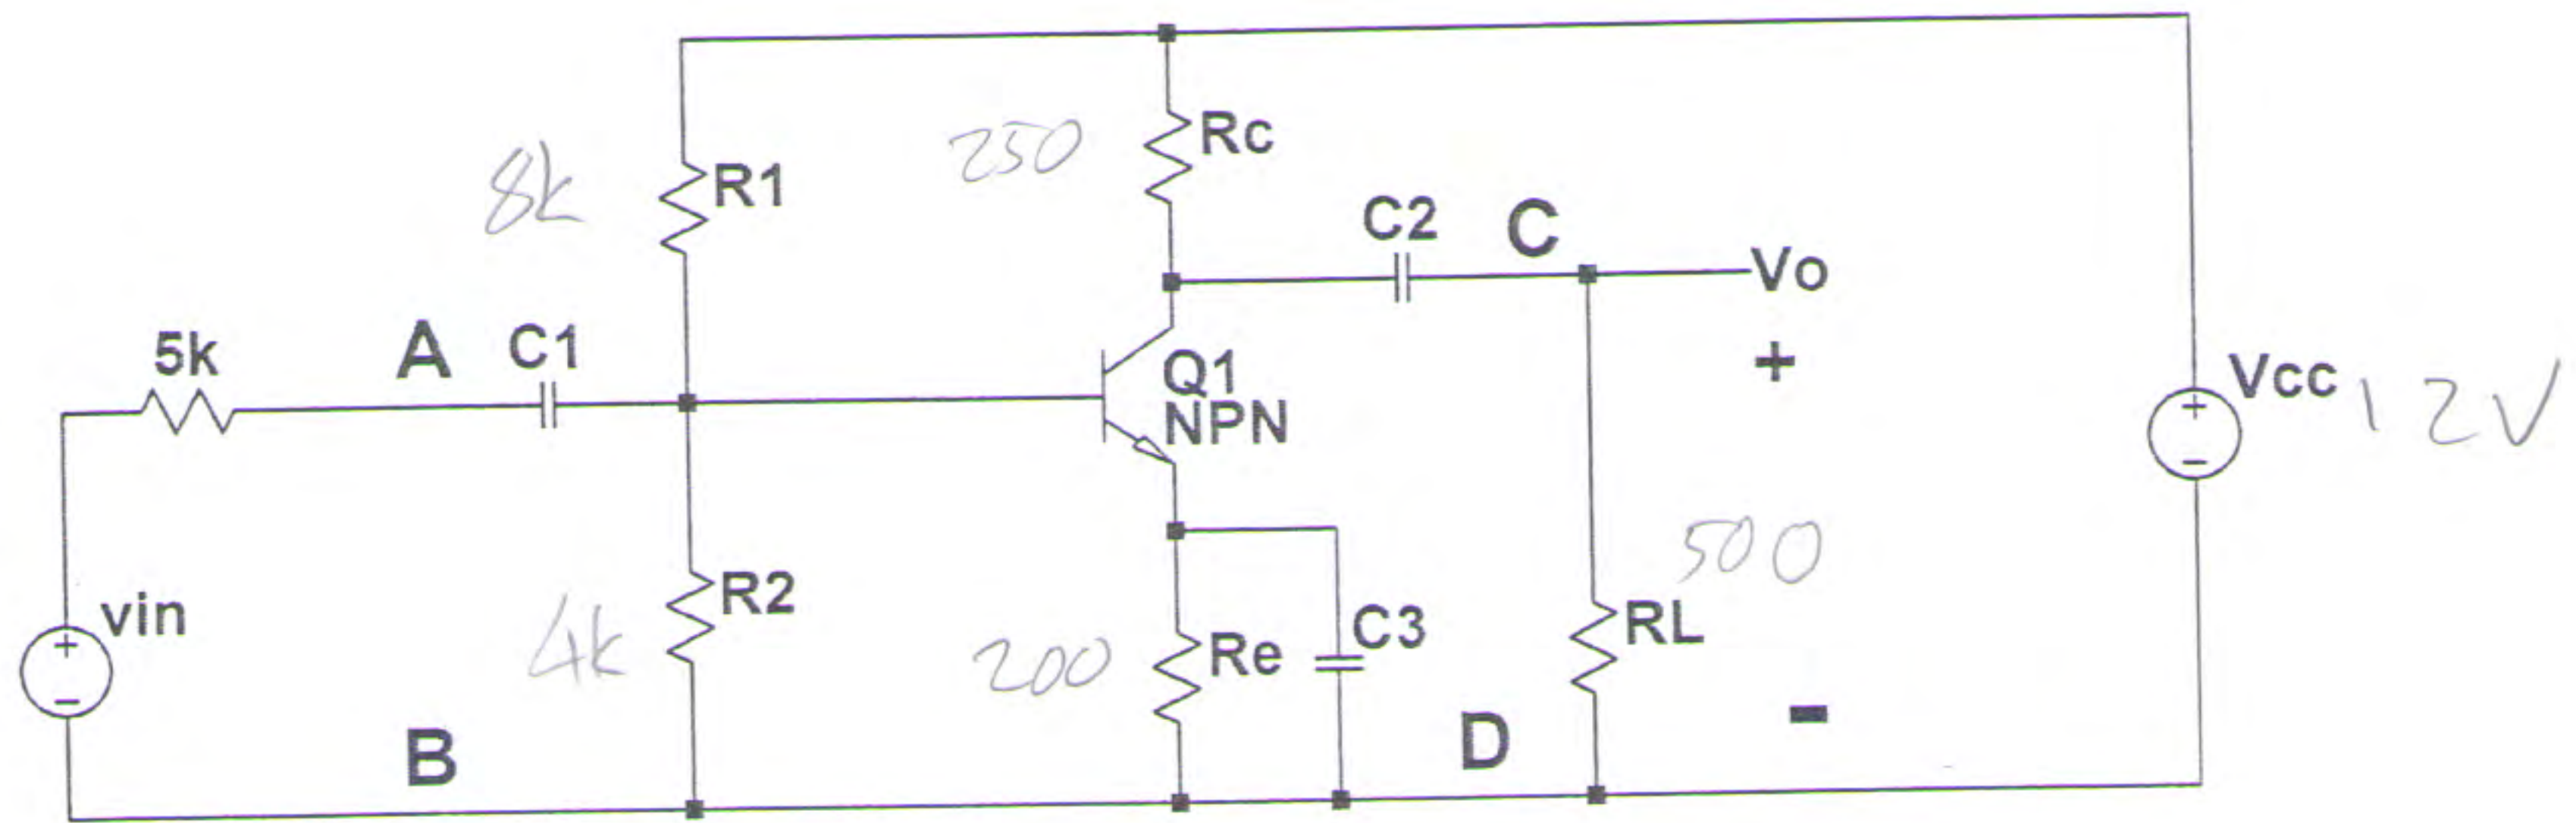 Rc
250
8k
R1
C2
C
Vo
+
5k
A
C1
Q1
NPN
Vcc
12V
+
-
500
R2
4k
vin
+
-
200
Re
C3
RL
B
D
-